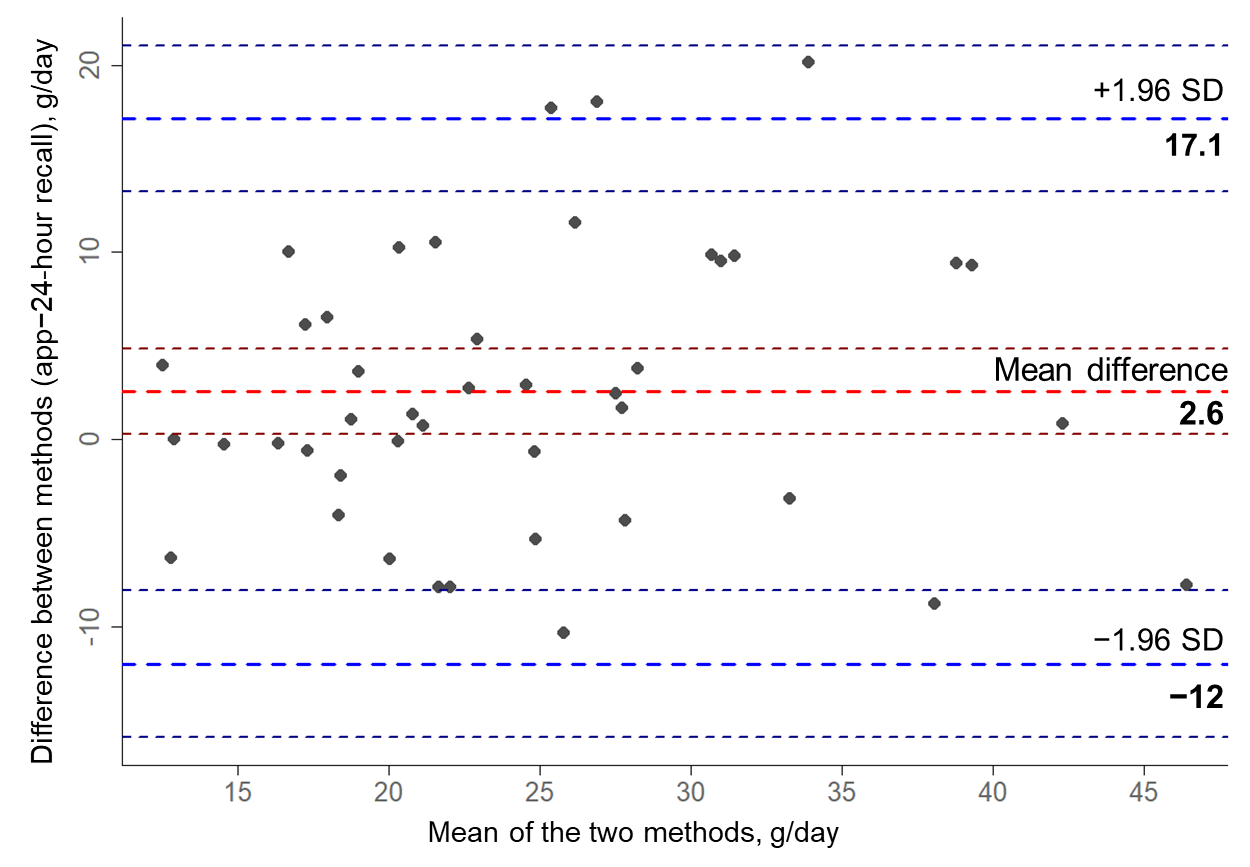 Difference between methods (app−24-hour recall), g/day
20
10
0
-10
+1.96 SD
17.1
Mean difference
2.6
−1.96 SD
−12
15 20 25 30 35 40 45
Mean of the two methods, g/day